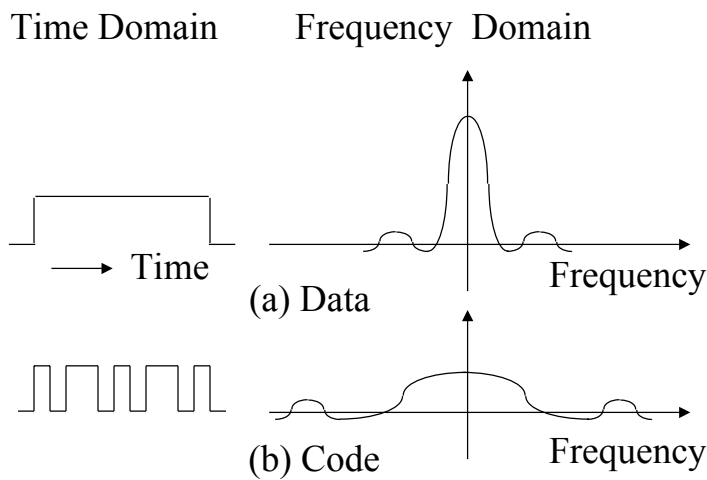 Time Domain
Frequency Domain
Time
Frequency
(a) Data
Frequency
(b) Code